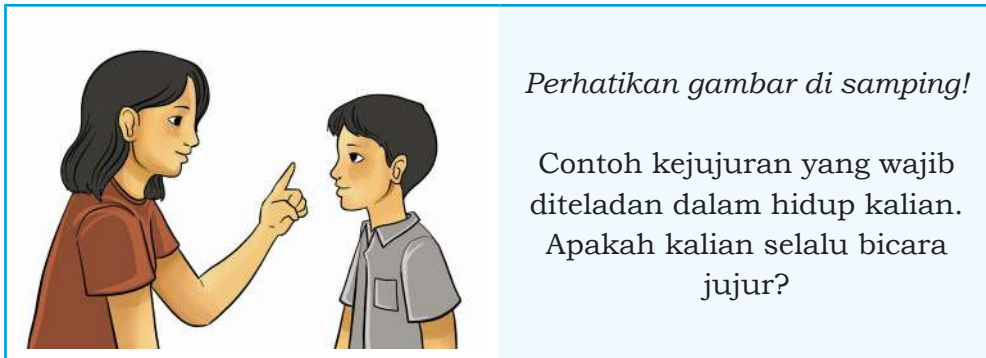 Perhatikan gambar di samping!
Contoh kejujuran yang wajib
diteladan dalam hidup kalian.
Apakah kalian selalu bicara
jujur?